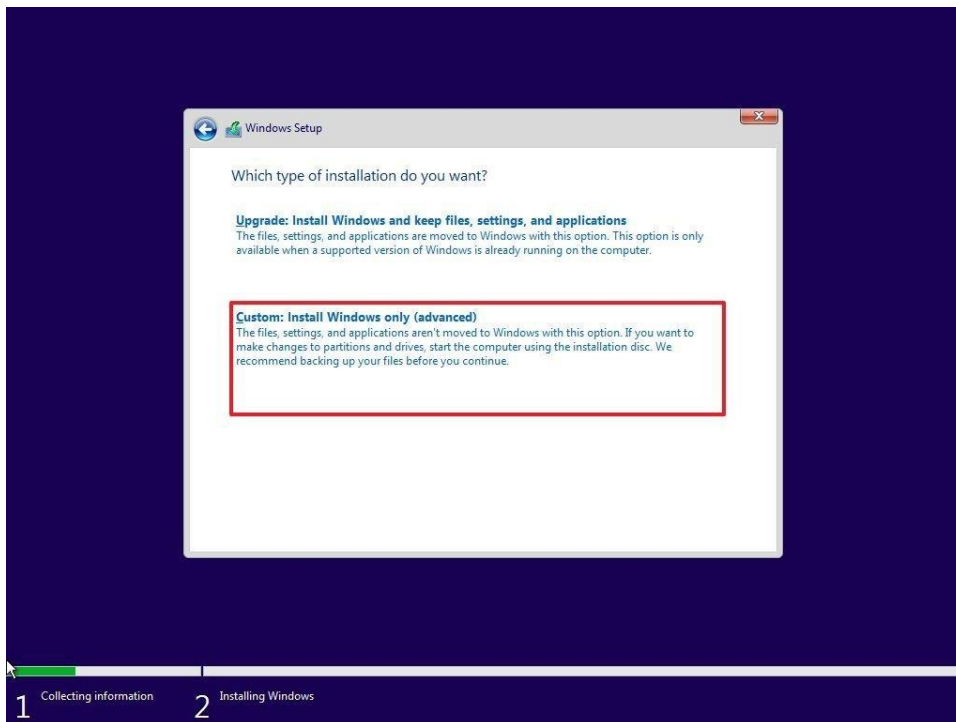 Windows Setup
Which type of installation do you want?
Upgrade: Install Windows and keep files, settings, and applications
The files, settings, and applications are moved to Windows with this option. This option is only
available when a supported version of Windows is already running on the computer.
Custom: Install Windows only (advanced)
The files, settings, and applications aren't moved to Windows with this option. If you want to
make changes to partitions and drives, start the computer using the installation disc. We
recommend backing up your files before you continue.
1 Collecting information 2 Installing Windows